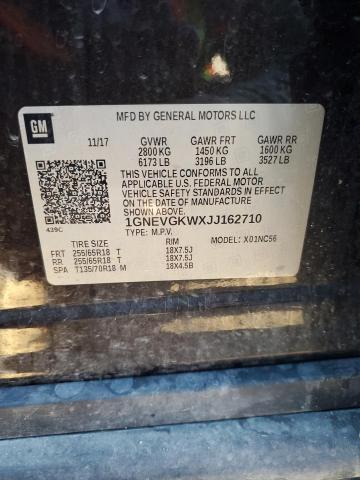 GM
MFD BY GENERAL MOTORS LLC
11/17 GVWR GAWR FRT GAWR RR
2800KG 1450 KG 1600 KG
6173 LB 3196 LB 3527 LB
THIS VEHICLE CONFORMS TO ALL
APPLICABLE U.S. FEDERAL MOTOR
VEHICLE SAFETY STANDARDS IN EFFECT ON
THE DATE OF MANUFACTURE SHOWN ABOVE.
1GNEVGKWXJJ162710
439C TYPE: M.P.V. MODEL: X01NC56
TIRE SIZE RIM
FRT 255/65R18 T 18X7.5J
RR 255/65R18 T 18X7.5J
SPA T135/70R18 M 18X4.5B